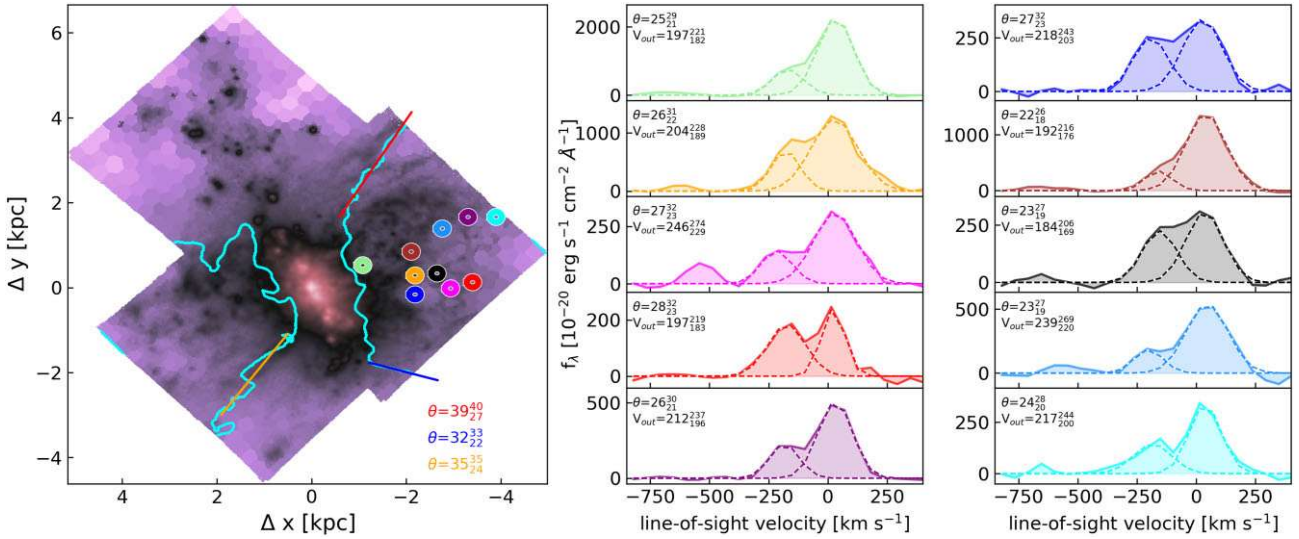 6
4
2
0
−2
−4
Δ y [kpc]
4
2
0
−2
−4
Δ x [kpc]
θ=39⁴⁰₂₇
θ=32³³₂₂
θ=35³⁵₂₄
f_λ [10⁻²⁰ erg s⁻¹ cm⁻² Å⁻¹]
2000
0
θ=25²⁹₂₁
V_out=197²²¹₁₈₂
1000
0
θ=26³¹₂₂
V_out=204²²⁸₁₈₉
250
0
θ=27³²₂₃
V_out=246²⁷⁴₂₂₉
200
0
θ=28³²₂₃
V_out=197²¹⁹₁₈₃
500
0
θ=26³⁰₂₁
V_out=212²³⁷₁₉₆
−750
−500
−250
0
250
line-of-sight velocity [km s⁻¹]
250
0
θ=27³²₂₃
V_out=218²⁴³₂₀₃
1000
0
θ=22²⁶₁₈
V_out=192²¹⁶₁₇₆
250
0
θ=23²⁷₁₉
V_out=184²⁰⁶₁₆₉
500
0
θ=23²⁷₁₉
V_out=239²⁶⁹₂₂₀
250
0
θ=24²⁸₂₀
V_out=217²⁴⁴₂₀₀
−750
−500
−250
0
250
line-of-sight velocity [km s⁻¹]